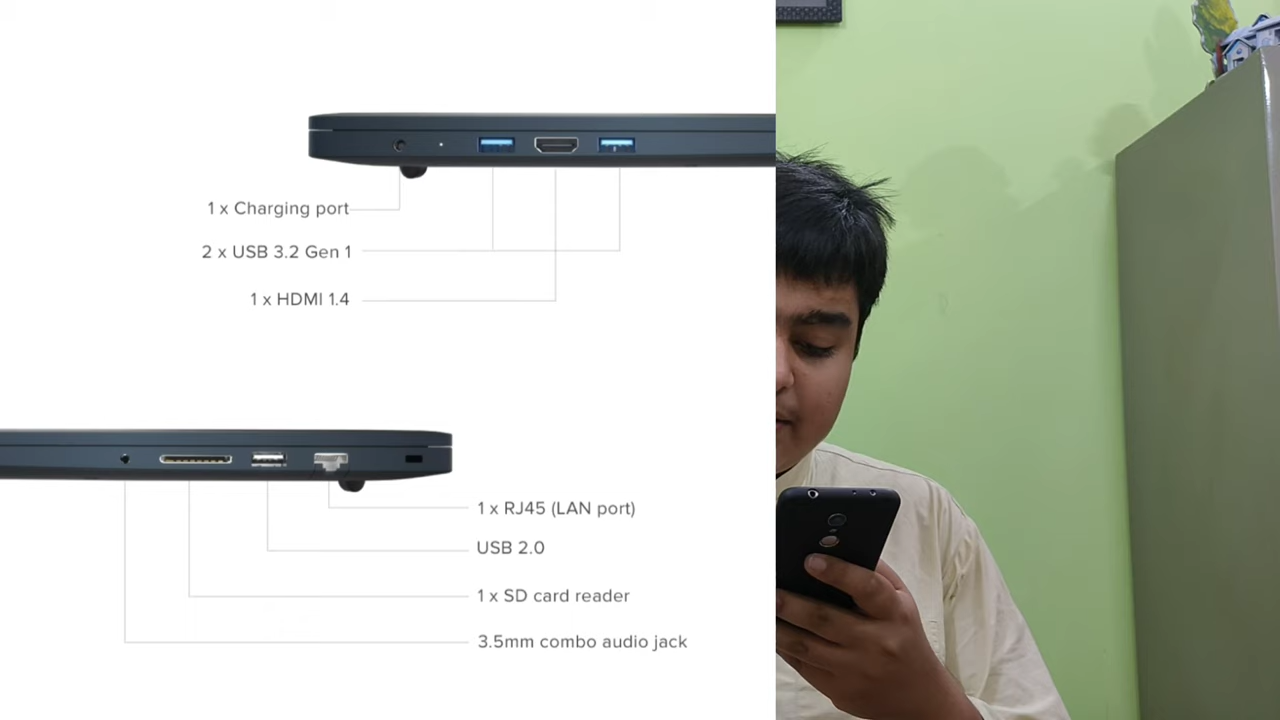 1 x Charging port
2 x USB 3.2 Gen 1
1 x HDMI 1.4
1 x RJ45 (LAN port)
USB 2.0
1 x SD card reader
3.5mm combo audio jack